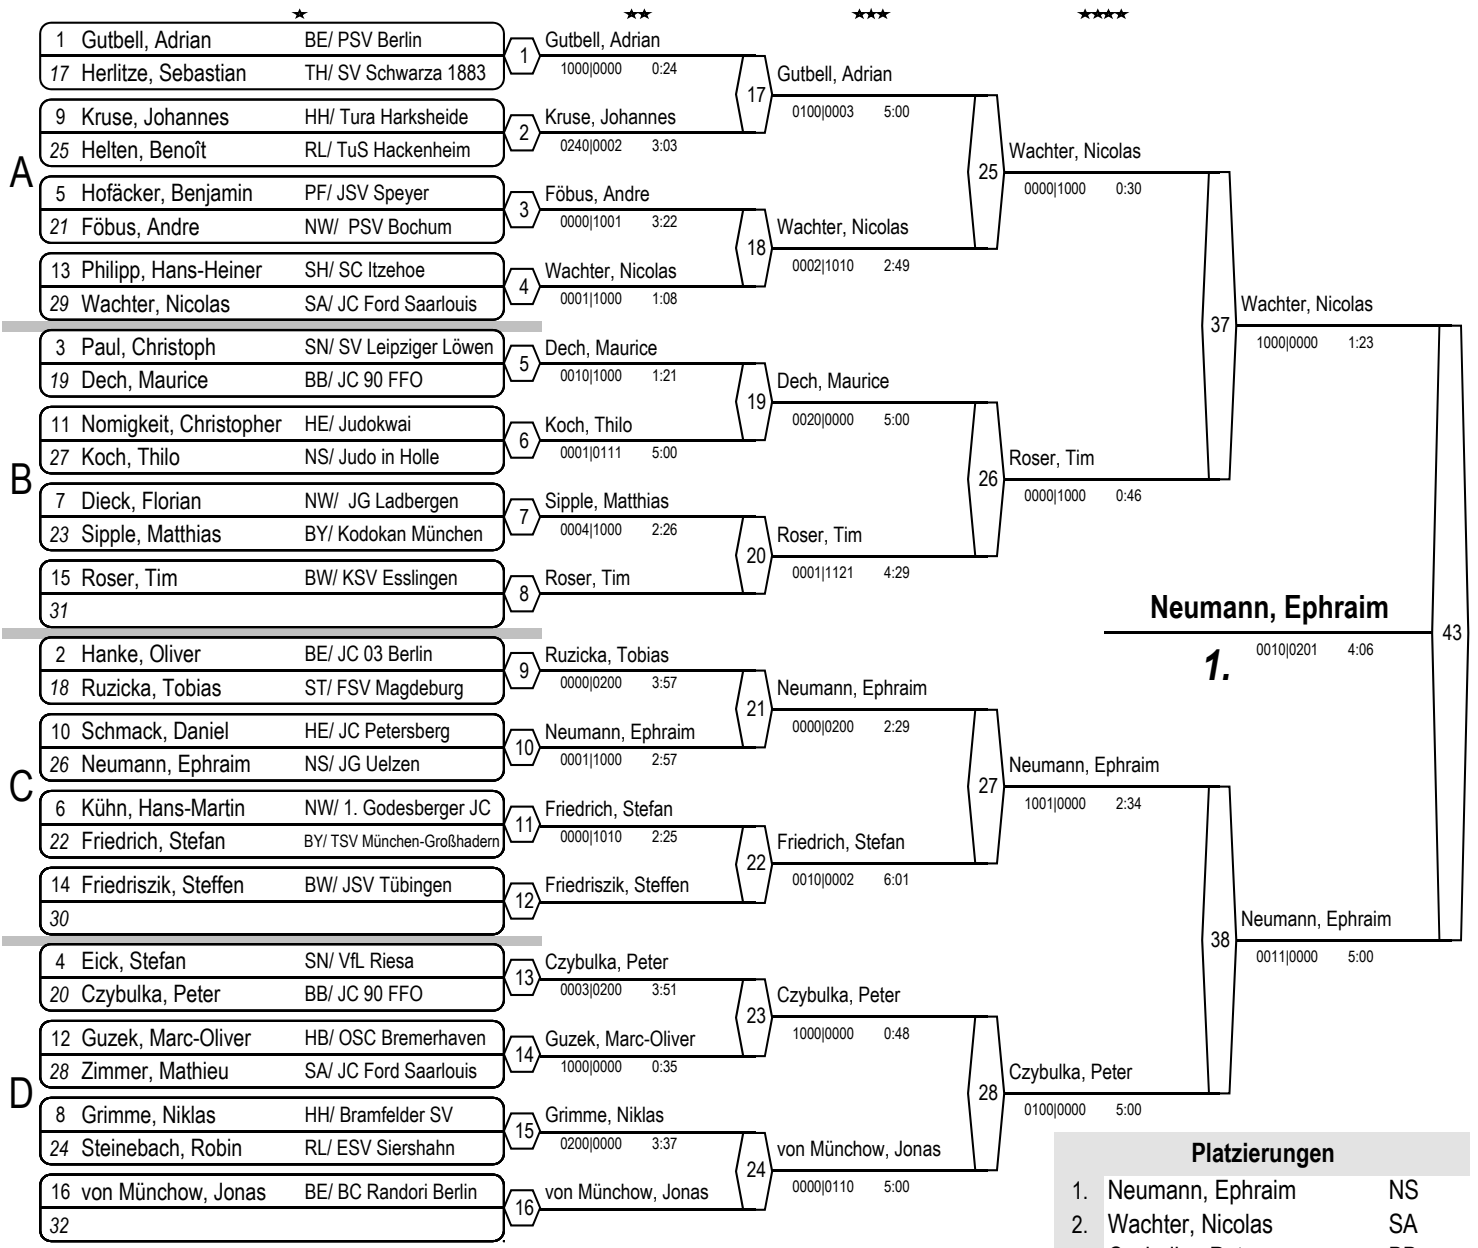 ★ ★★ ★★★ ★★★★
A
1 Gutbell, Adrian BE/ PSV Berlin
17 Herlitze, Sebastian TH/ SV Schwarza 1883
9 Kruse, Johannes HH/ Tura Harksheide
25 Helten, Benoît RL/ TuS Hackenheim
5 Hofäcker, Benjamin PF/ JSV Speyer
21 Föbus, Andre NW/ PSV Bochum
13 Philipp, Hans-Heiner SH/ SC Itzehoe
29 Wachter, Nicolas SA/ JC Ford Saarlouis
B
3 Paul, Christoph SN/ SV Leipziger Löwen
19 Dech, Maurice BB/ JC 90 FFO
11 Nomigkeit, Christopher HE/ Judokwai
27 Koch, Thilo NS/ Judo in Holle
7 Dieck, Florian NW/ JG Ladbergen
23 Sipple, Matthias BY/ Kodokan München
15 Roser, Tim BW/ KSV Esslingen
31
C
2 Hanke, Oliver BE/ JC 03 Berlin
18 Ruzicka, Tobias ST/ FSV Magdeburg
10 Schmack, Daniel HE/ JC Petersberg
26 Neumann, Ephraim NS/ JG Uelzen
6 Kühn, Hans-Martin NW/ 1. Godesberger JC
22 Friedrich, Stefan BY/ TSV München-Großhadern
14 Friedriszik, Steffen BW/ JSV Tübingen
30
D
4 Eick, Stefan SN/ VfL Riesa
20 Czybulka, Peter BB/ JC 90 FFO
12 Guzek, Marc-Oliver HB/ OSC Bremerhaven
28 Zimmer, Mathieu SA/ JC Ford Saarlouis
8 Grimme, Niklas HH/ Bramfelder SV
24 Steinebach, Robin RL/ ESV Siershahn
16 von Münchow, Jonas BE/ BC Randori Berlin
32
1 Gutbell, Adrian
1000|0000 0:24
2 Kruse, Johannes
0240|0002 3:03
3 Föbus, Andre
0000|1001 3:22
4 Wachter, Nicolas
0001|1000 1:08
5 Dech, Maurice
0010|1000 1:21
6 Koch, Thilo
0001|0111 5:00
7 Sipple, Matthias
0004|1000 2:26
8 Roser, Tim
9 Ruzicka, Tobias
0000|0200 3:57
10 Neumann, Ephraim
0001|1000 2:57
11 Friedrich, Stefan
0000|1010 2:25
12 Friedriszik, Steffen
13 Czybulka, Peter
0003|0200 3:51
14 Guzek, Marc-Oliver
1000|0000 0:35
15 Grimme, Niklas
0200|0000 3:37
16 von Münchow, Jonas
17 Gutbell, Adrian
0100|0003 5:00
18 Wachter, Nicolas
0002|1010 2:49
19 Dech, Maurice
0020|0000 5:00
20 Roser, Tim
0001|1121 4:29
21 Neumann, Ephraim
0000|0200 2:29
22 Friedrich, Stefan
0010|0002 6:01
23 Czybulka, Peter
1000|0000 0:48
24 von Münchow, Jonas
0000|0110 5:00
25 Wachter, Nicolas
0000|1000 0:30
26 Roser, Tim
0000|1000 0:46
27 Neumann, Ephraim
1001|0000 2:34
28 Czybulka, Peter
0100|0000 5:00
37 Wachter, Nicolas
1000|0000 1:23
38 Neumann, Ephraim
0011|0000 5:00
Neumann, Ephraim 43
1. 0010|0201 4:06
Platzierungen
1. Neumann, Ephraim NS
2. Wachter, Nicolas SA